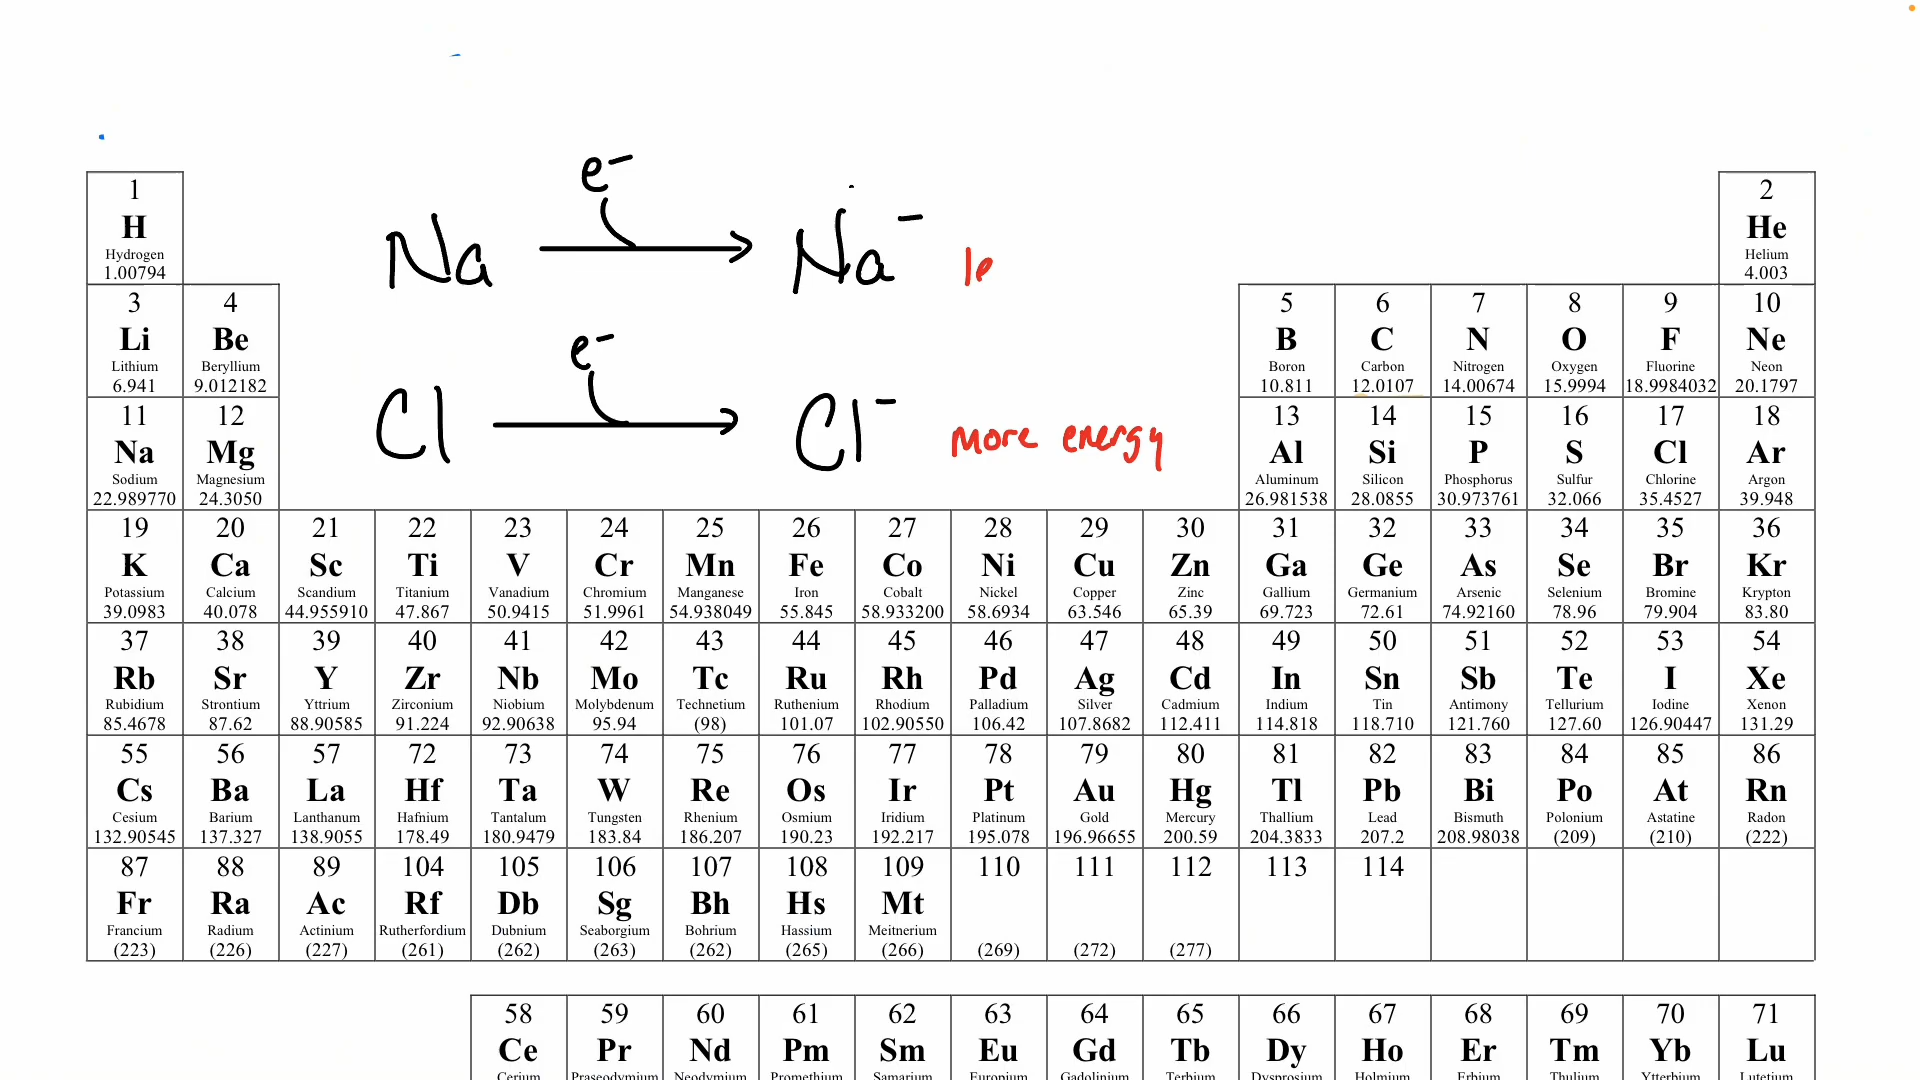 e-
Na Na-
le
e-
Cl Cl-
more energy
1 2
H He
Hydrogen Helium
1.00794 4.003
3 4 5 6 7 8 9 10
Li Be B C N O F Ne
Lithium Beryllium Boron Carbon Nitrogen Oxygen Fluorine Neon
6.941 9.012182 10.811 12.0107 14.00674 15.9994 18.9984032 20.1797
11 12 13 14 15 16 17 18
Na Mg Al Si P S Cl Ar
Sodium Magnesium Aluminum Silicon Phosphorus Sulfur Chlorine Argon
22.989770 24.3050 26.981538 28.0855 30.973761 32.066 35.4527 39.948
19 20 21 22 23 24 25 26 27 28 29 30 31 32 33 34 35 36
K Ca Sc Ti V Cr Mn Fe Co Ni Cu Zn Ga Ge As Se Br Kr
Potassium Calcium Scandium Titanium Vanadium Chromium Manganese Iron Cobalt Nickel Copper Zinc Gallium Germanium Arsenic Selenium Bromine Krypton
39.0983 40.078 44.955910 47.867 50.9415 51.9961 54.938049 55.845 58.933200 58.6934 63.546 65.39 69.723 72.61 74.92160 78.96 79.904 83.80
37 38 39 40 41 42 43 44 45 46 47 48 49 50 51 52 53 54
Rb Sr Y Zr Nb Mo Tc Ru Rh Pd Ag Cd In Sn Sb Te I Xe
Rubidium Strontium Yttrium Zirconium Niobium Molybdenum Technetium Ruthenium Rhodium Palladium Silver Cadmium Indium Tin Antimony Tellurium Iodine Xenon
85.4678 87.62 88.90585 91.224 92.90638 95.94 (98) 101.07 102.90550 106.42 107.8682 112.411 114.818 118.710 121.760 127.60 126.90447 131.29
55 56 57 72 73 74 75 76 77 78 79 80 81 82 83 84 85 86
Cs Ba La Hf Ta W Re Os Ir Pt Au Hg Tl Pb Bi Po At Rn
Cesium Barium Lanthanum Hafnium Tantalum Tungsten Rhenium Osmium Iridium Platinum Gold Mercury Thallium Lead Bismuth Polonium Astatine Radon
132.90545 137.327 138.9055 178.49 180.9479 183.84 186.207 190.23 192.217 195.078 196.96655 200.59 204.3833 207.2 208.98038 (209) (210) (222)
87 88 89 104 105 106 107 108 109 110 111 112 113 114
Fr Ra Ac Rf Db Sg Bh Hs Mt
Francium Radium Actinium Rutherfordium Dubnium Seaborgium Bohrium Hassium Meitnerium
(223) (226) (227) (261) (262) (263) (262) (265) (266) (269) (272) (277)
58 59 60 61 62 63 64 65 66 67 68 69 70 71
Ce Pr Nd Pm Sm Eu Gd Tb Dy Ho Er Tm Yb Lu
Cerium Praseodymium Neodymium Promethium Samarium Europium Gadolinium Terbium Dysprosium Holmium Erbium Thulium Ytterbium Lutetium